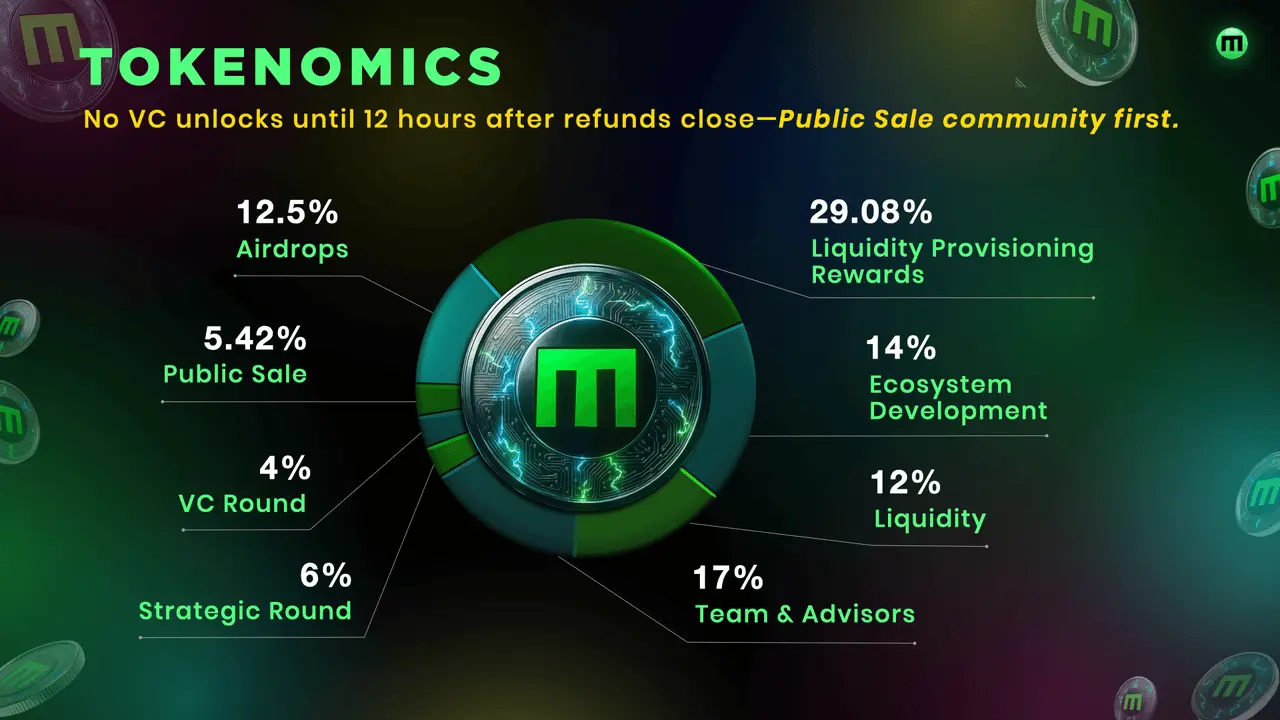 TOKENOMICS
No VC unlocks until 12 hours after refunds close—Public Sale community first.
12.5%
Airdrops
5.42%
Public Sale
4%
VC Round
6%
Strategic Round
29.08%
Liquidity Provisioning
Rewards
14%
Ecosystem
Development
12%
Liquidity
17%
Team & Advisors